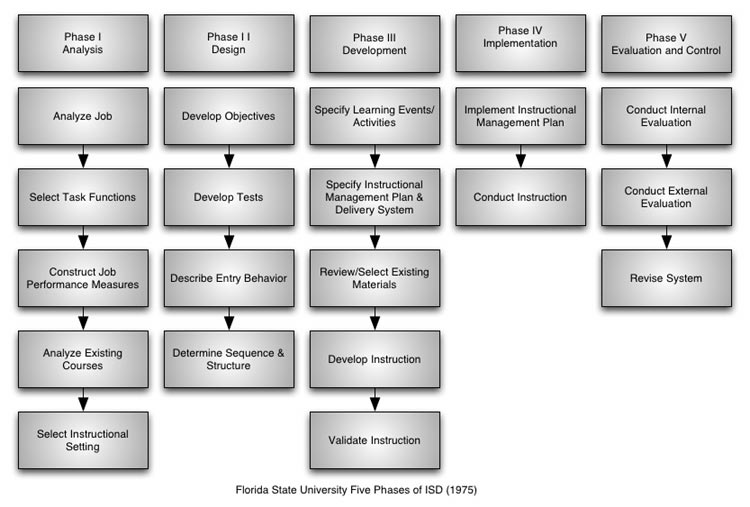 Phase I
Analysis
Phase I I
Design
Phase III
Development
Phase IV
Implementation
Phase V
Evaluation and Control
Analyze Job
Select Task Functions
Construct Job
Performance Measures
Analyze Existing
Courses
Select Instructional
Setting
Develop Objectives
Develop Tests
Describe Entry Behavior
Determine Sequence &
Structure
Specify Learning Events/
Activities
Specify Instructional
Management Plan &
Delivery System
Review/Select Existing
Materials
Develop Instruction
Validate Instruction
Implement Instructional
Management Plan
Conduct Instruction
Conduct Internal
Evaluation
Conduct External
Evaluation
Revise System
Florida State University Five Phases of ISD (1975)